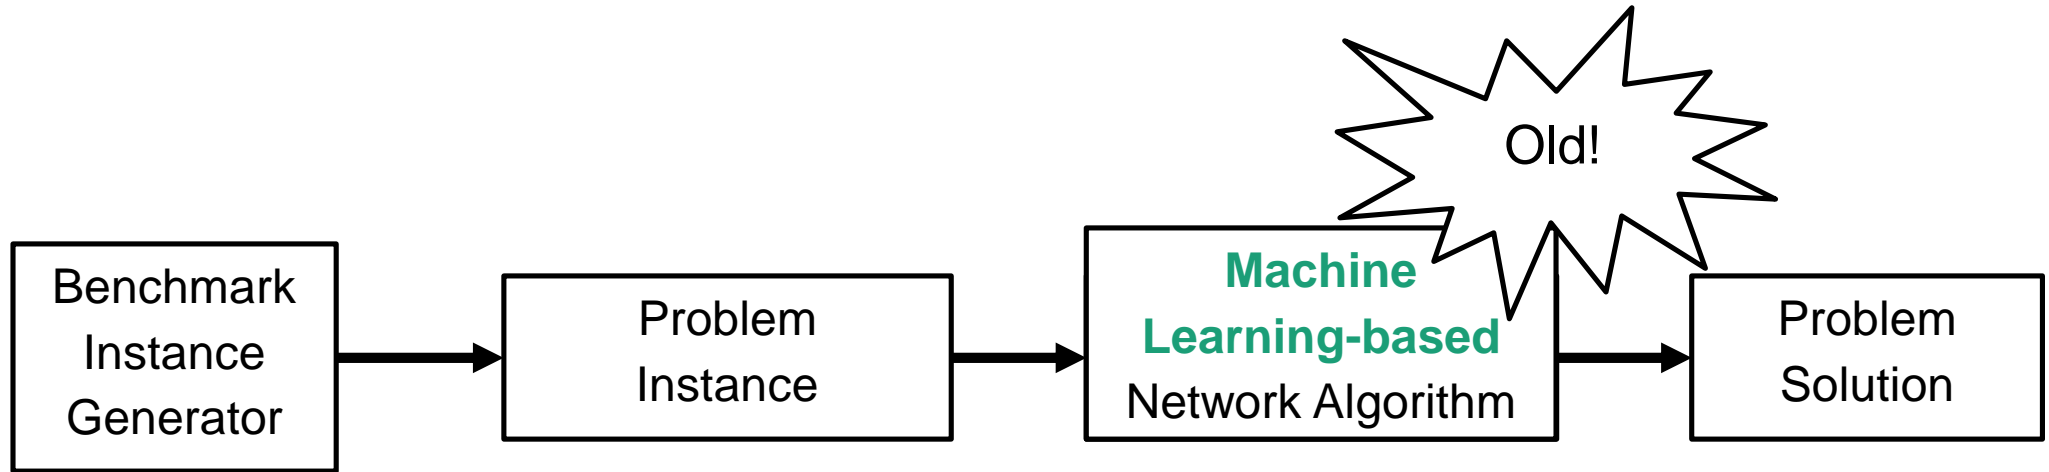 Old!
Benchmark
Instance
Generator
Problem
Instance
Machine
Learning-based
Network Algorithm
Problem
Solution